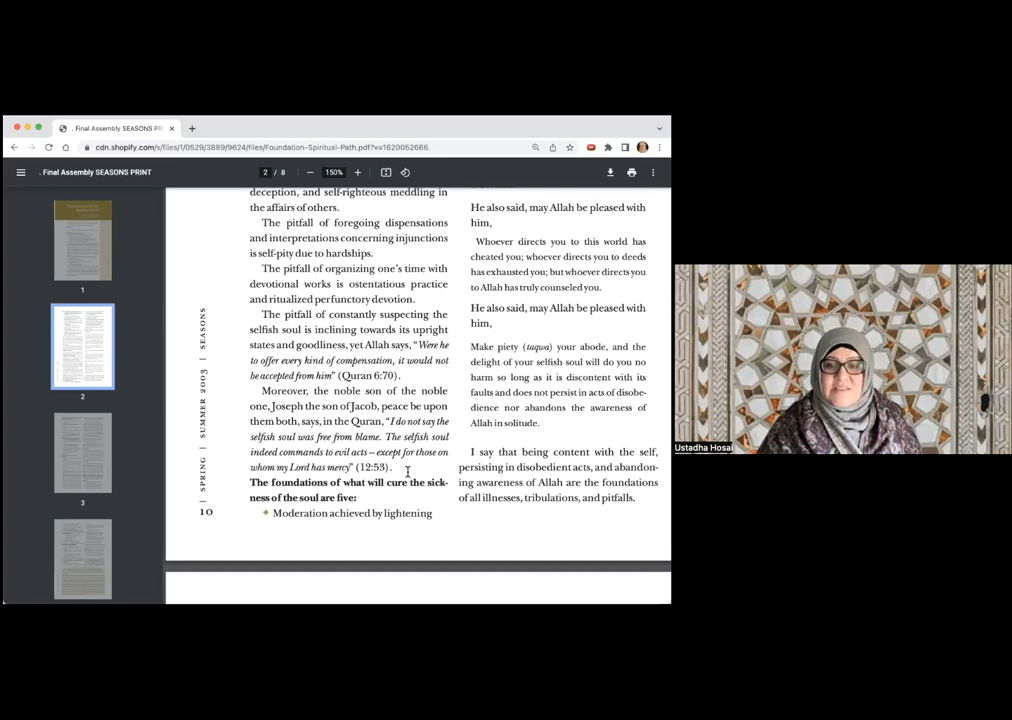 . Final Assembly SEASONS PRI
cdn.shopify.com/s/files/1/0529/3889/9624/files/Foundation-Spiritual-Path.pdf?v=1620052666
. Final Assembly SEASONS PRINT
2 / 8
150%
1
2
3
deception, and self-righteous meddling in
the affairs of others.
The pitfall of foregoing dispensations
and interpretations concerning injunctions
is self-pity due to hardships.
The pitfall of organizing one's time with
devotional works is ostentatious practice
and ritualized perfunctory devotion.
The pitfall of constantly suspecting the
selfish soul is inclining towards its upright
states and goodliness, yet Allah says, "Were he
to offer every kind of compensation, it would not
be accepted from him" (Quran 6:70).
Moreover, the noble son of the noble
one, Joseph the son of Jacob, peace be upon
them both, says, in the Quran, "I do not say the
selfish soul was free from blame. The selfish soul
indeed commands to evil acts – except for those on
whom my Lord has mercy" (12:53).
The foundations of what will cure the sick-
ness of the soul are five:
Moderation achieved by lightening
SPRING | SUMMER 2003 | SEASONS
10
He also said, may Allah be pleased with
him,
Whoever directs you to this world has
cheated you; whoever directs you to deeds
has exhausted you; but whoever directs you
to Allah has truly counseled you.
He also said, may Allah be pleased with
him,
Make piety (taqwa) your abode, and the
delight of your selfish soul will do you no
harm so long as it is discontent with its
faults and does not persist in acts of disobe-
dience nor abandons the awareness of
Allah in solitude.
I say that being content with the self,
persisting in disobedient acts, and abandon-
ing awareness of Allah are the foundations
of all illnesses, tribulations, and pitfalls.
Ustadha Hosai